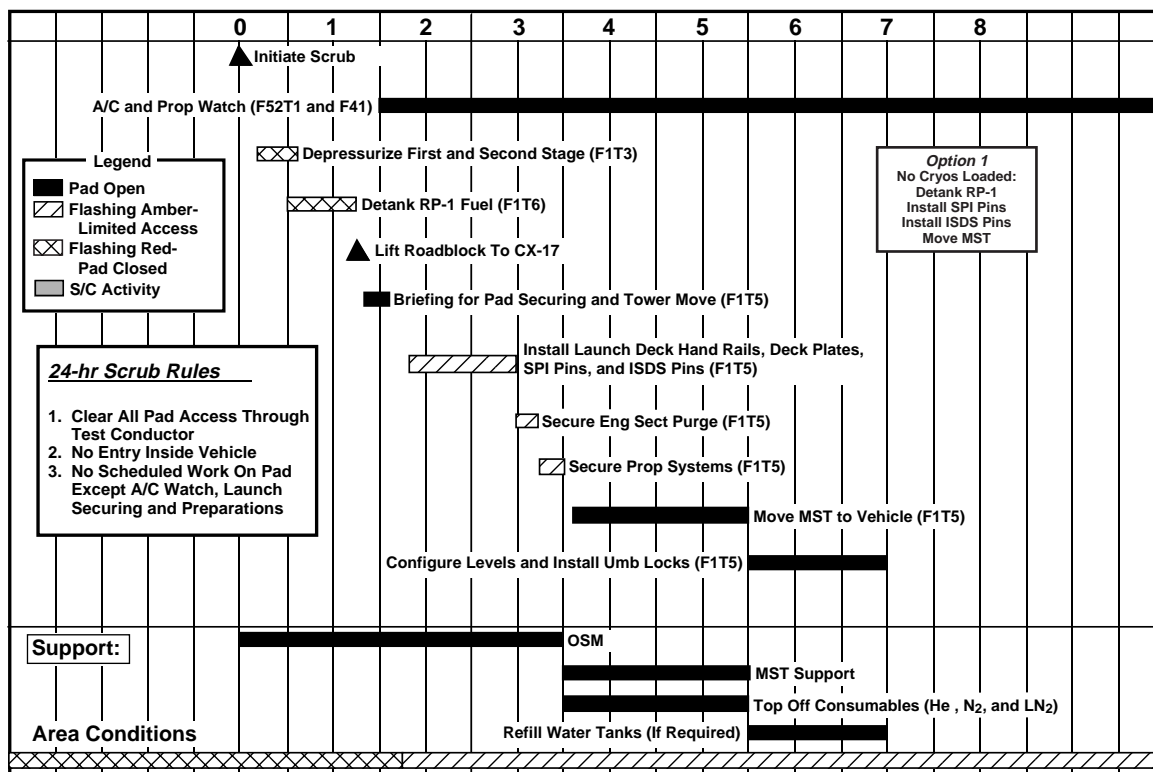 0 1 2 3 4 5 6 7 8
Initiate Scrub
A/C and Prop Watch (F52T1 and F41)
Depressurize First and Second Stage (F1T3)
Legend
Pad Open
Flashing Amber-
Limited Access
Flashing Red-
Pad Closed
S/C Activity
Option 1
No Cryos Loaded:
Detank RP-1
Install SPI Pins
Install ISDS Pins
Move MST
Detank RP-1 Fuel (F1T6)
Lift Roadblock To CX-17
Briefing for Pad Securing and Tower Move (F1T5)
Install Launch Deck Hand Rails, Deck Plates,
SPI Pins, and ISDS Pins (F1T5)
24-hr Scrub Rules
1. Clear All Pad Access Through
Test Conductor
2. No Entry Inside Vehicle
3. No Scheduled Work On Pad
Except A/C Watch, Launch
Securing and Preparations
Secure Eng Sect Purge (F1T5)
Secure Prop Systems (F1T5)
Move MST to Vehicle (F1T5)
Configure Levels and Install Umb Locks (F1T5)
Support:
OSM
MST Support
Top Off Consumables (He , N2, and LN2)
Refill Water Tanks (If Required)
Area Conditions